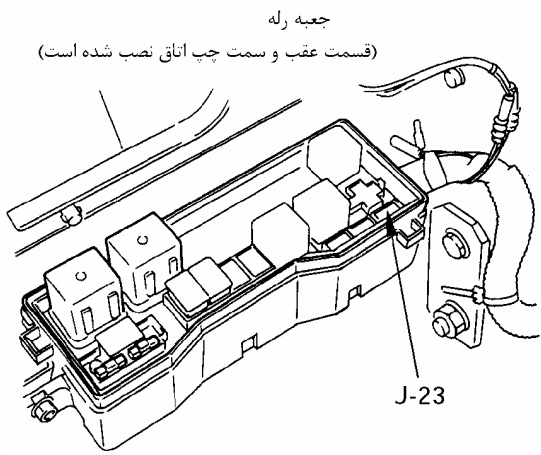 جعبه رله
(قسمت عقب و سمت چپ اتاق نصب شده است)
J-23